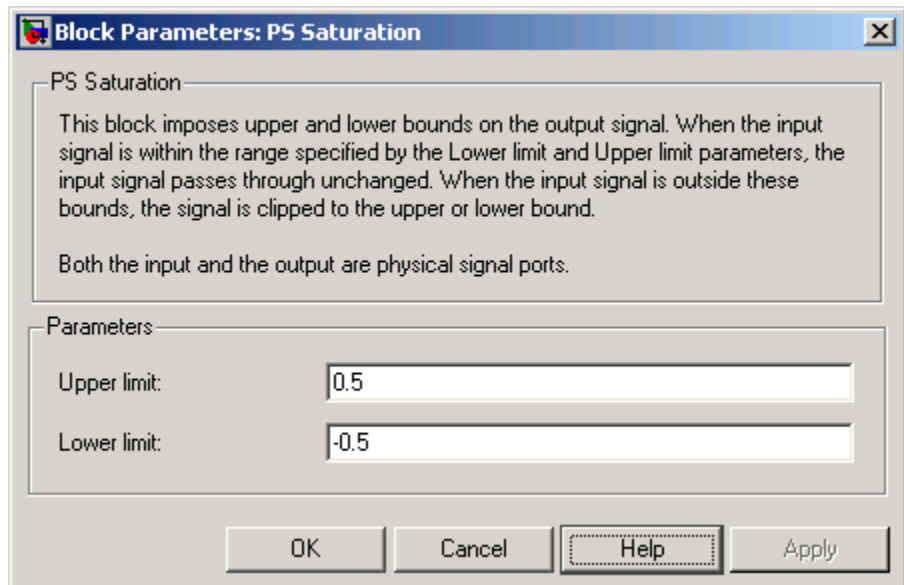 Block Parameters: PS Saturation
PS Saturation
This block imposes upper and lower bounds on the output signal. When the input
signal is within the range specified by the Lower limit and Upper limit parameters, the
input signal passes through unchanged. When the input signal is outside these
bounds, the signal is clipped to the upper or lower bound.
Both the input and the output are physical signal ports.
Parameters
Upper limit: 0.5
Lower limit: -0.5
OK Cancel Help Apply